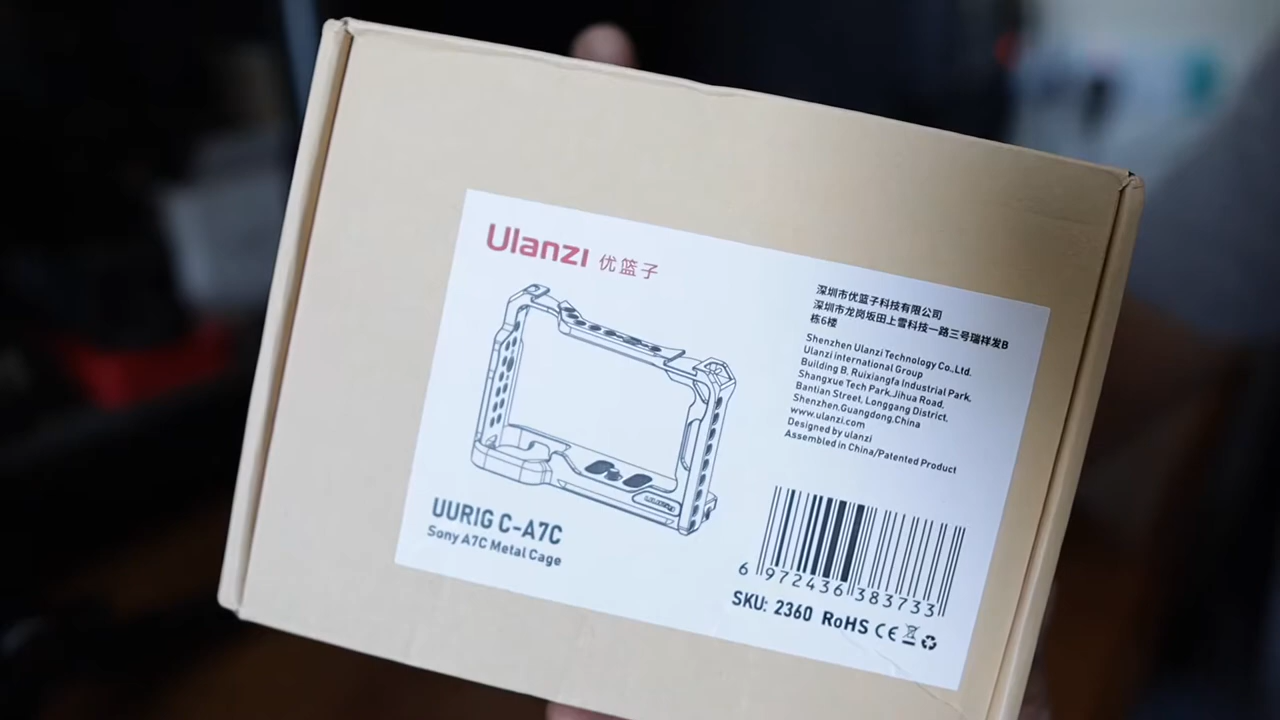 Ulanzi 优篮子
深圳市优篮子科技有限公司
深圳市龙岗坂田上雪科技一路三号瑞祥发B
栋6楼
Shenzhen Ulanzi Technology Co.,Ltd.
Ulanzi international Group
Building B, Ruixiangfa Industrial Park,
Shangxue Tech Park,Jihua Road,
Bantian Street, Longgang District,
Shenzhen,Guangdong,China
www.ulanzi.com
Designed by ulanzi
Assembled in China/Patented Product
UURIG C-A7C
Sony A7C Metal Cage
6 972436 383733
SKU: 2360 RoHS CE